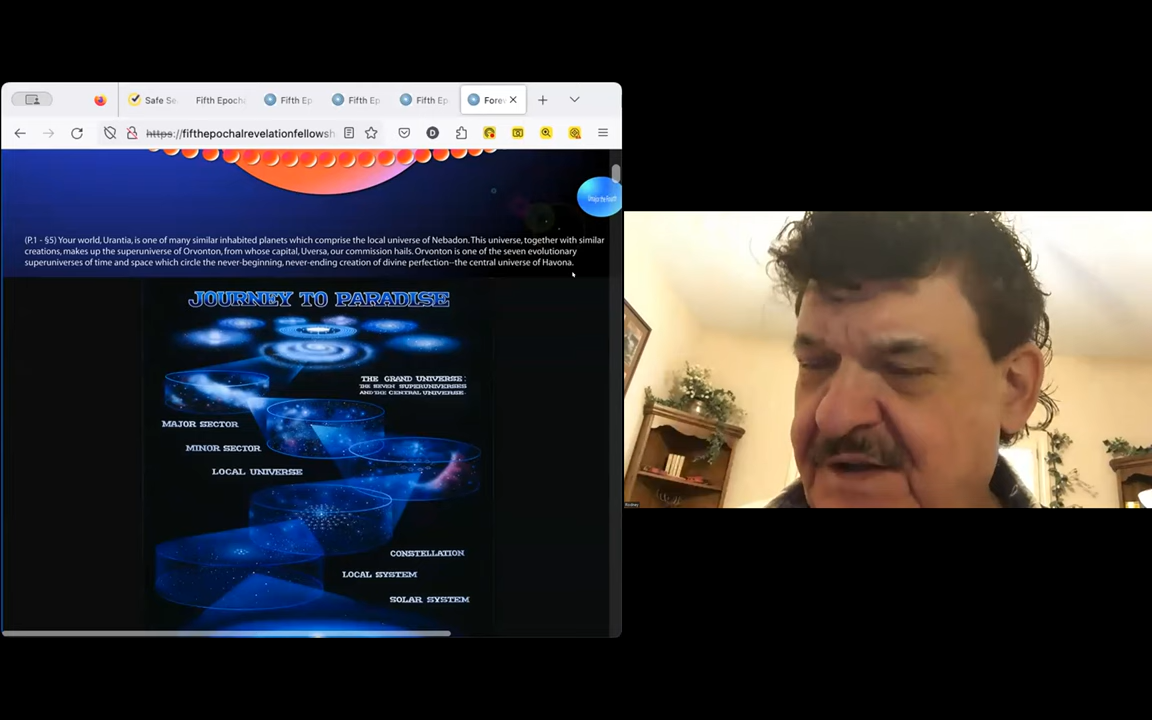 Safe Se
Fifth Epoch
Fifth Ep
Fifth Ep
Fifth Ep
Fore
https://fifthepochalrevelationfellowsh
D
(P.1 - §5) Your world, Urantia, is one of many similar inhabited planets which comprise the local universe of Nebadon. This universe, together with similar
creations, makes up the superuniverse of Orvonton, from whose capital, Uversa, our commission hails. Orvonton is one of the seven evolutionary
superuniverses of time and space which circle the never-beginning, never-ending creation of divine perfection--the central universe of Havona.
JOURNEY TO PARADISE
THE GRAND UNIVERSE:
THE SEVEN SUPERUNIVERSES
AND THE CENTRAL UNIVERSE
MAJOR SECTOR
MINOR SECTOR
LOCAL UNIVERSE
CONSTELLATION
LOCAL SYSTEM
SOLAR SYSTEM